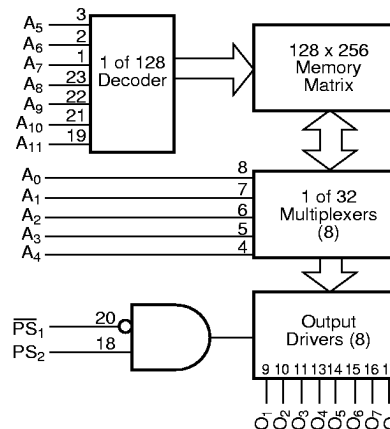 A5 3
A6 2
A7 1
A8 23
A9 22
A10 21
A11 19
1 of 128
Decoder
128 x 256
Memory
Matrix
A0 8
A1 7
A2 6
A3 5
A4 4
1 of 32
Multiplexers
(8)
PS1 20
PS2 18
Output
Drivers (8)
9 10 11 13 14 15 16 1
O1 O2 O3 O4 O5 O6 O7